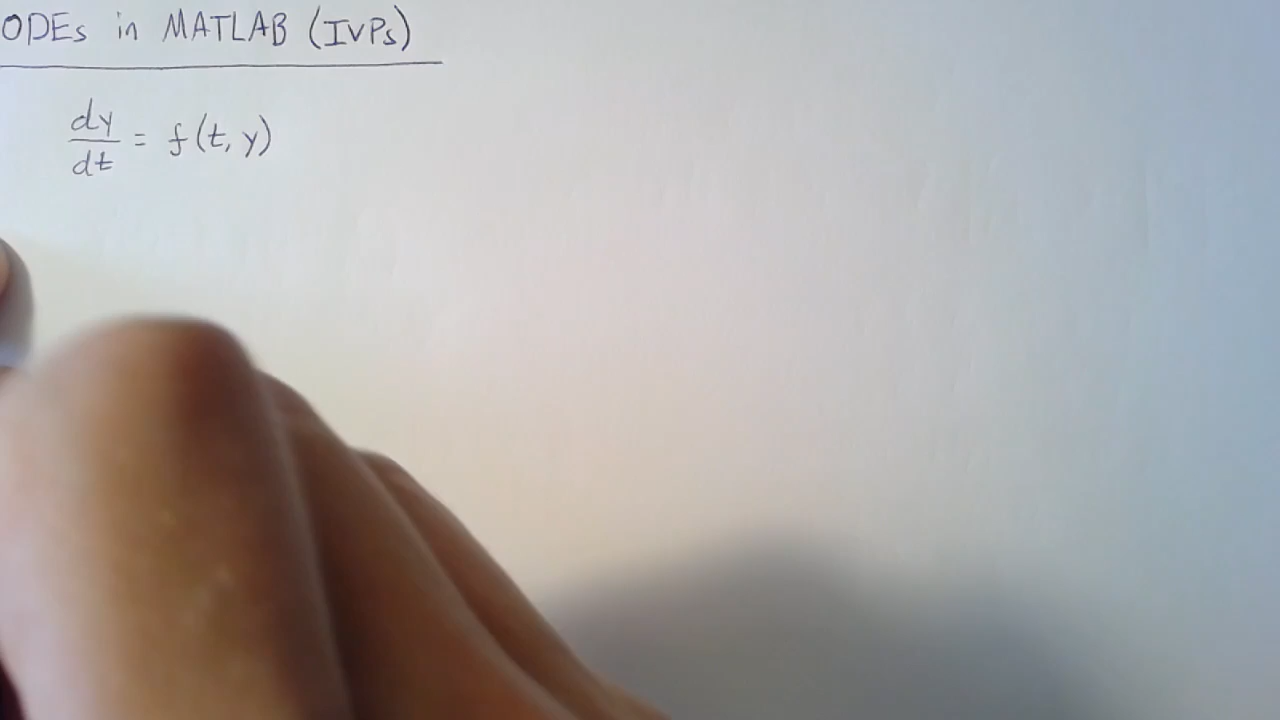 ODEs in MATLAB (IVPs)
dy/dt = f(t, y)